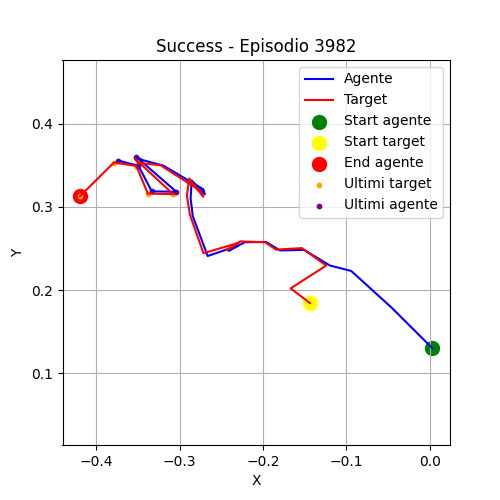 Success - Episodio 3982
Agente
Target
Start agente
Start target
End agente
Ultimi target
Ultimi agente
0.4
0.3
0.2
0.1
Y
−0.4
−0.3
−0.2
−0.1
0.0
X